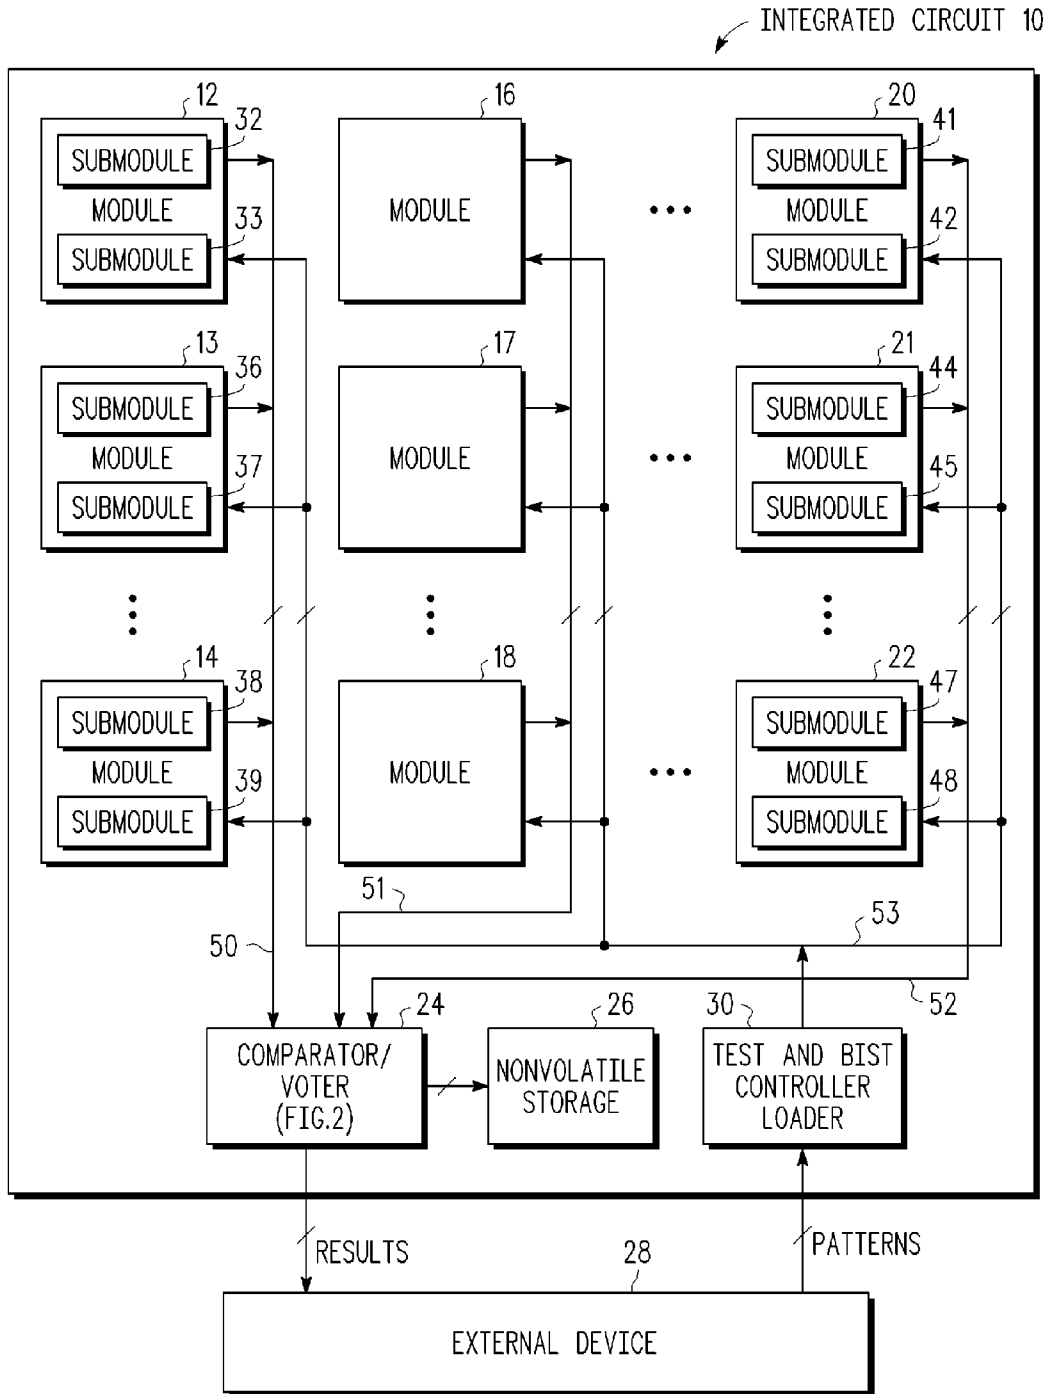 INTEGRATED CIRCUIT 10
12
32
SUBMODULE
MODULE
33
SUBMODULE
16
MODULE
20
41
SUBMODULE
MODULE
42
SUBMODULE
13
36
SUBMODULE
MODULE
37
SUBMODULE
17
MODULE
21
44
SUBMODULE
MODULE
45
SUBMODULE
14
38
SUBMODULE
MODULE
39
SUBMODULE
18
MODULE
22
47
SUBMODULE
MODULE
48
SUBMODULE
51
53
50
52
24
COMPARATOR/
VOTER
(FIG.2)
26
NONVOLATILE
STORAGE
30
TEST AND BIST
CONTROLLER
LOADER
RESULTS
PATTERNS
28
EXTERNAL DEVICE